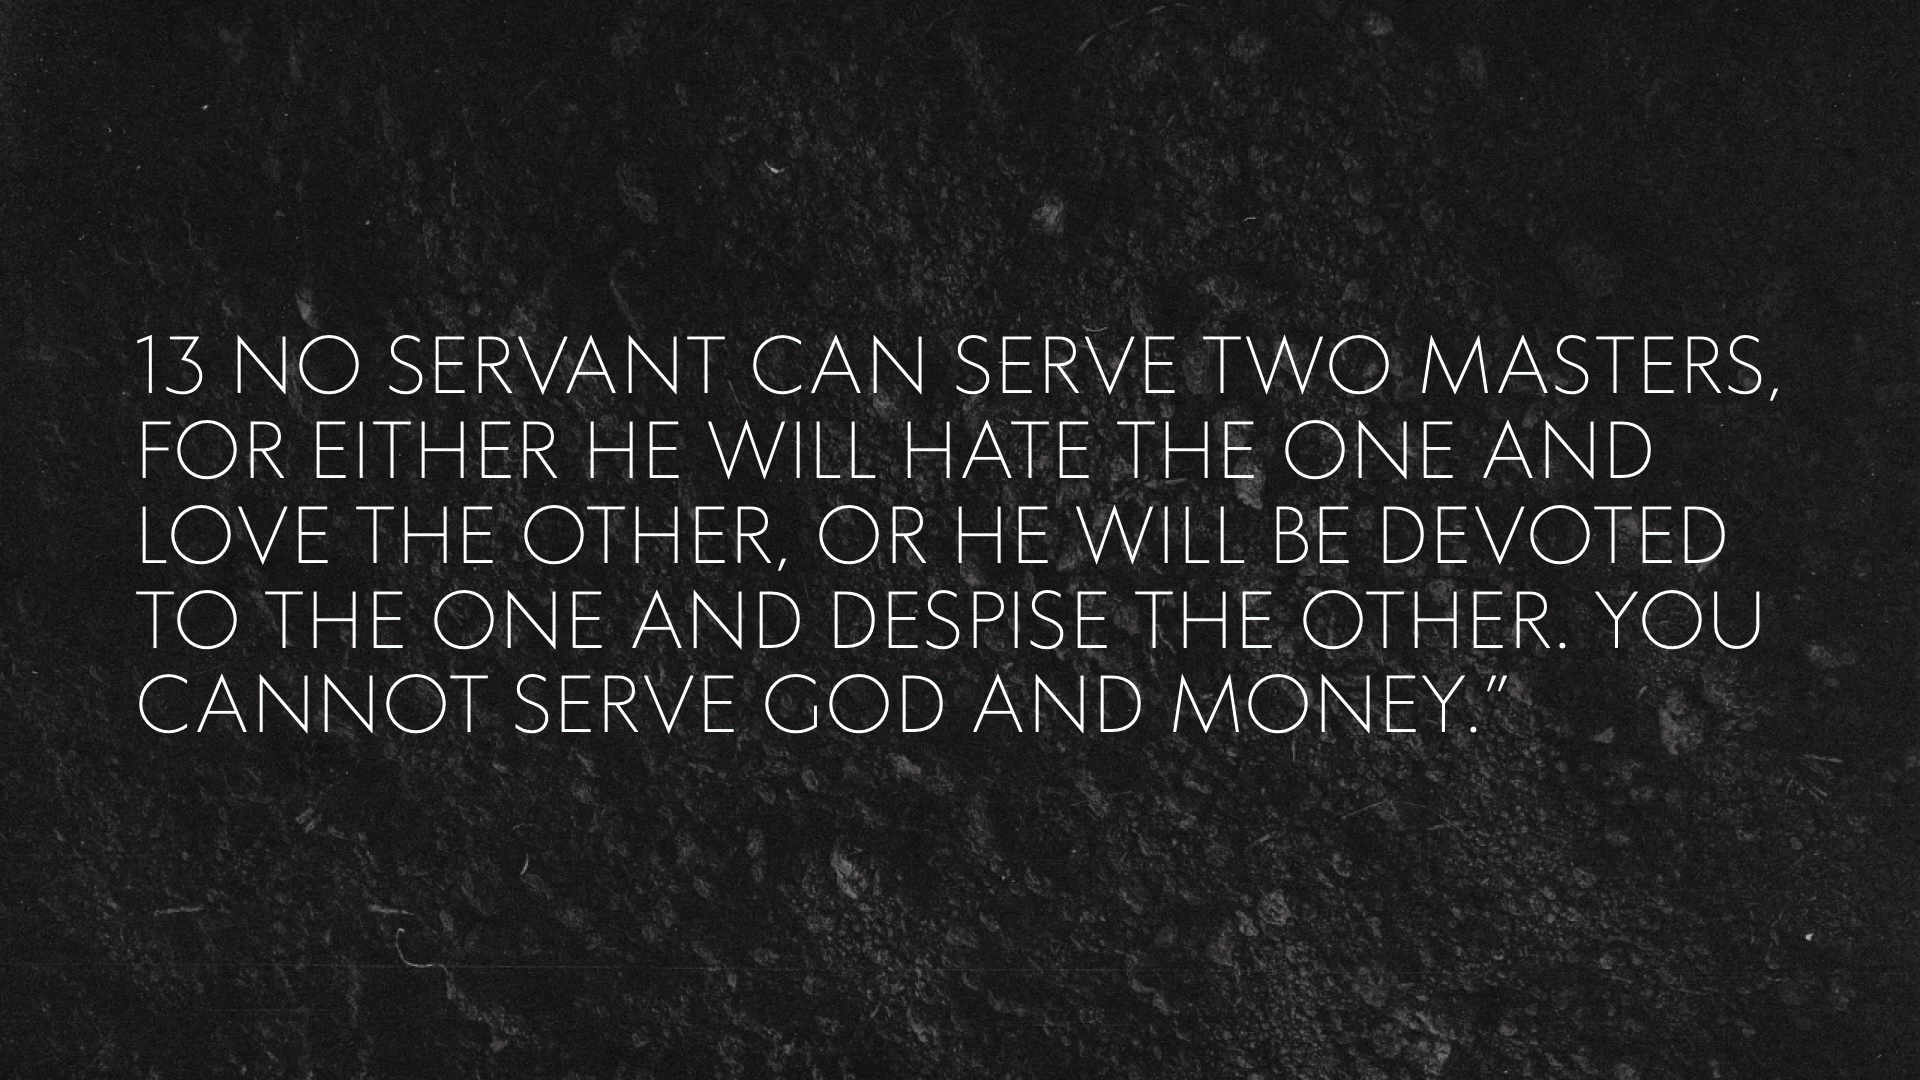 13 NO SERVANT CAN SERVE TWO MASTERS,
FOR EITHER HE WILL HATE THE ONE AND
LOVE THE OTHER, OR HE WILL BE DEVOTED
TO THE ONE AND DESPISE THE OTHER. YOU
CANNOT SERVE GOD AND MONEY.”